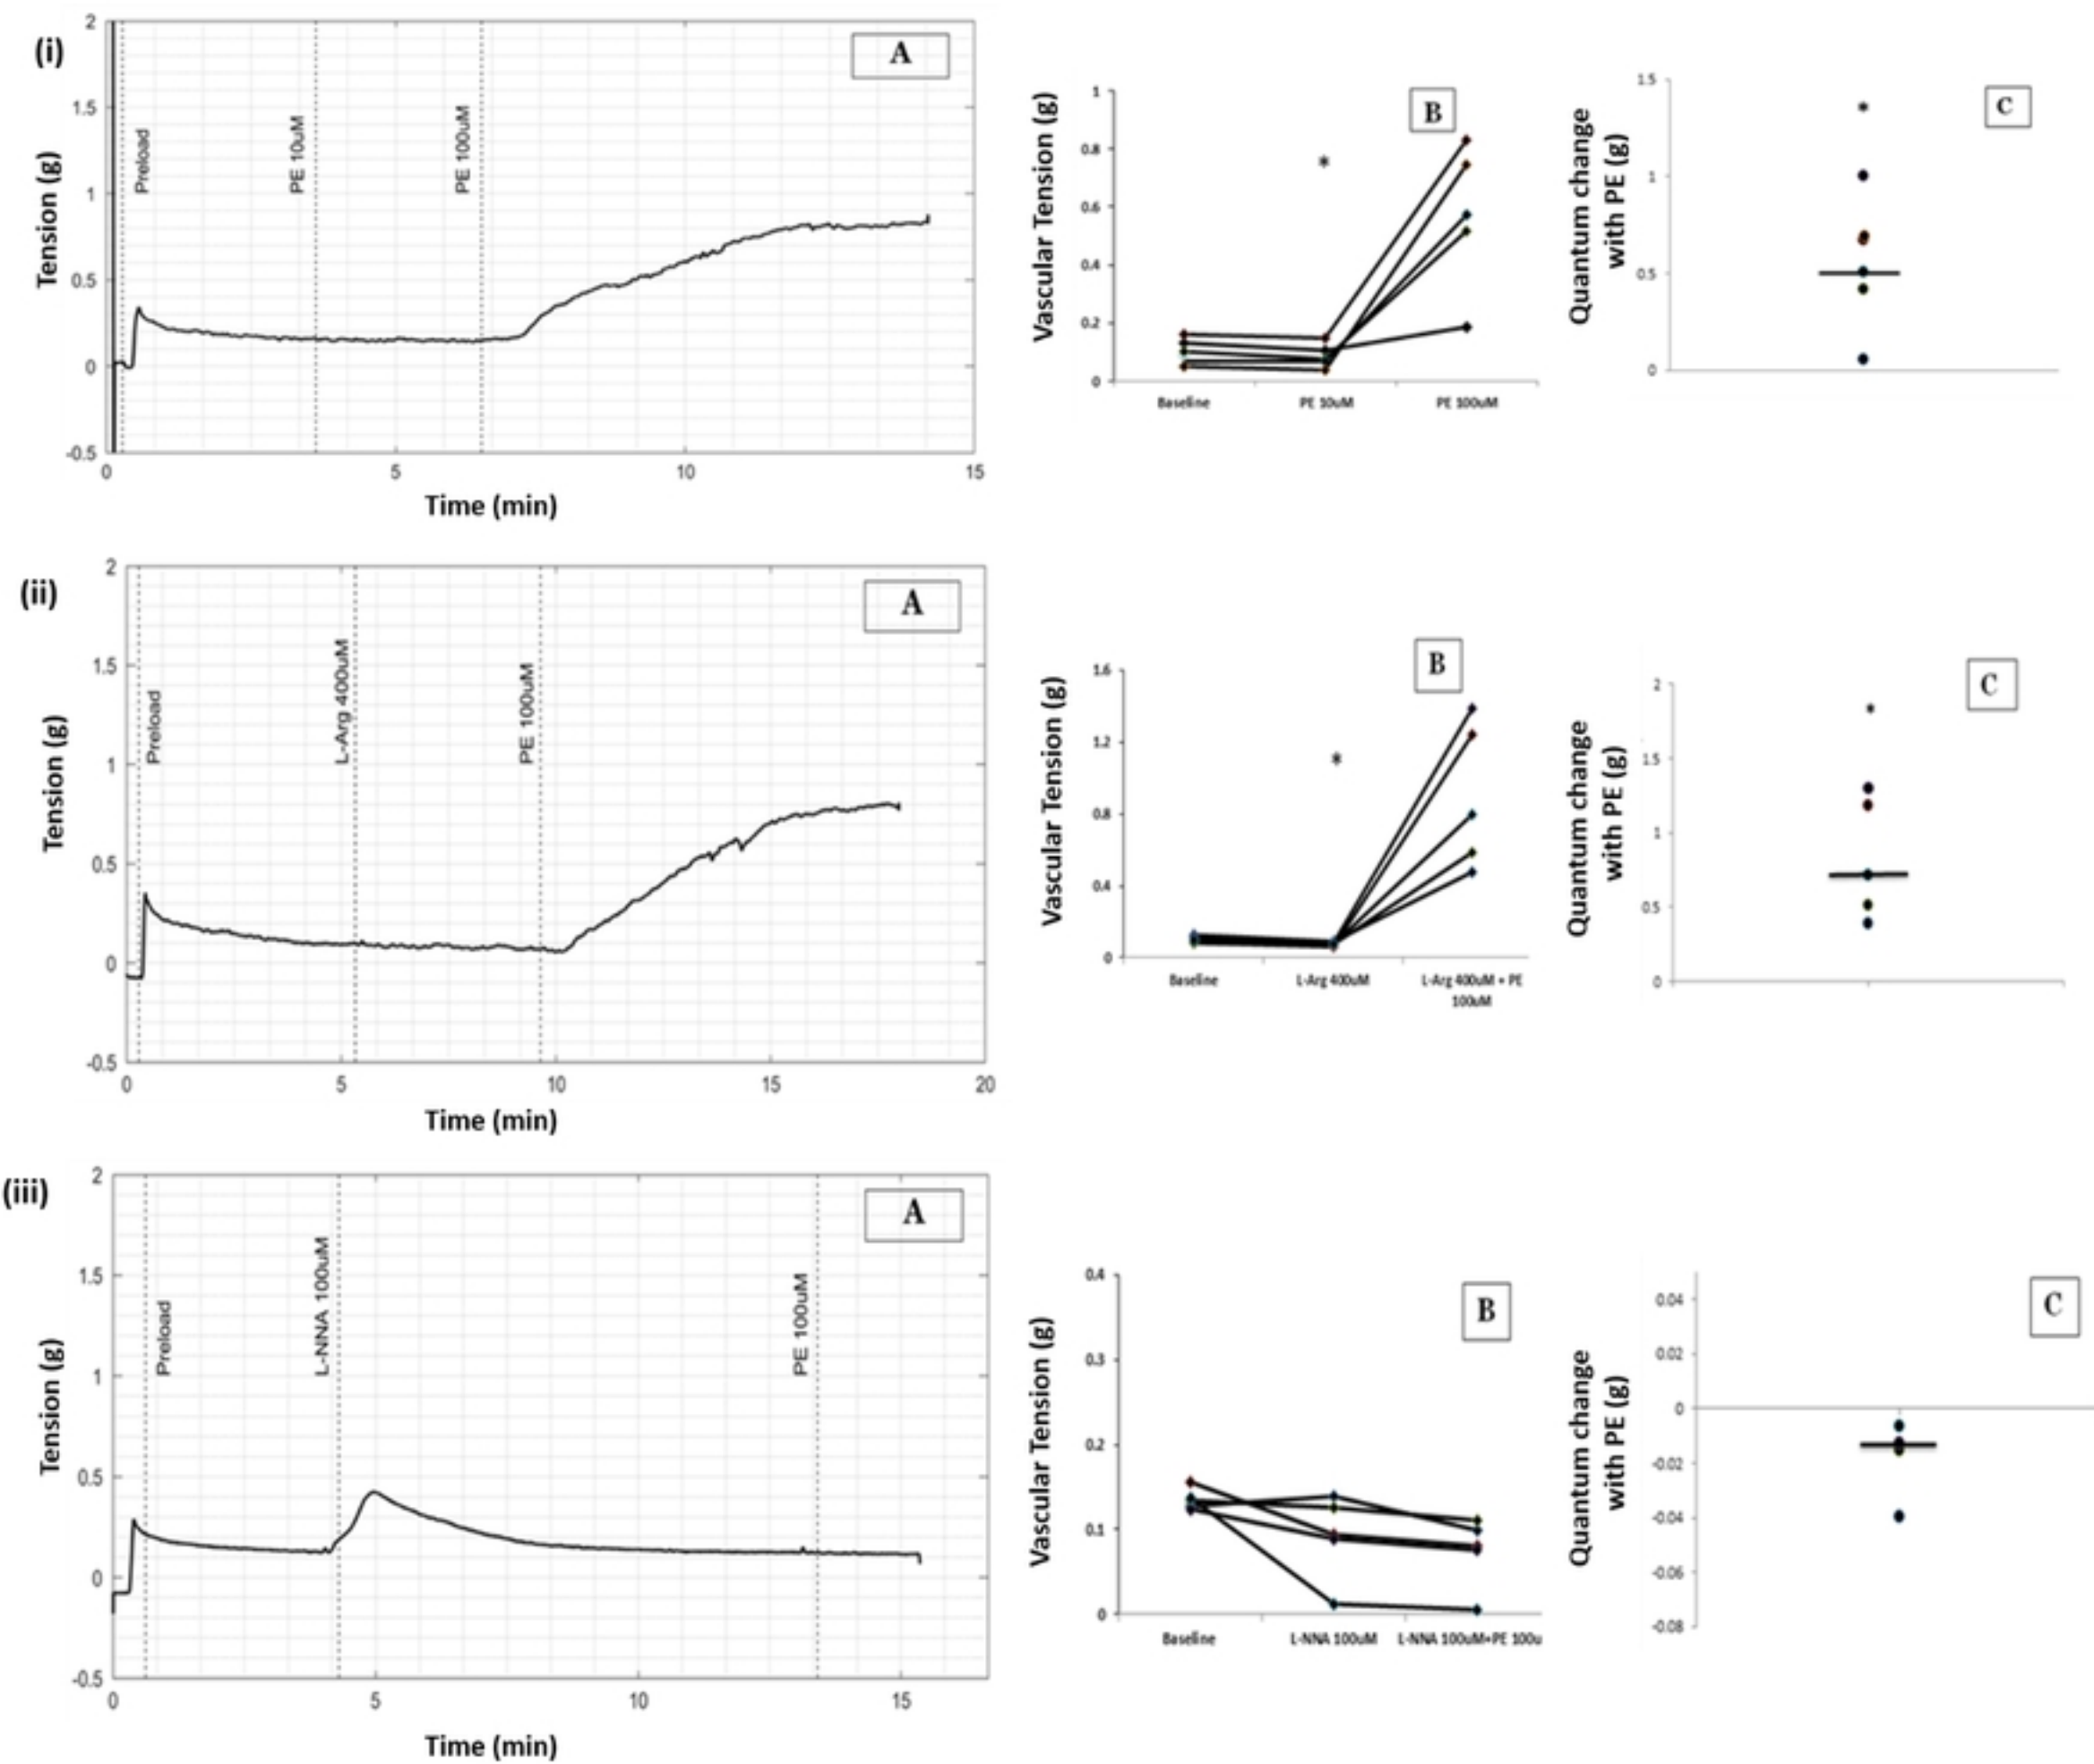 (i)
A
2
1.5
1
0.5
0
-0.5
Tension (g)
Preload
PE 10uM
PE 100uM
0 5 10 15
Time (min)
B
Vascular Tension (g)
1
0.8
0.6
0.4
0.2
0
*
Baseline PE 10uM PE 100uM
C
Quantum change
with PE (g)
1.5
1
0.5
0
*
(ii)
A
2
1.5
1
0.5
0
-0.5
Tension (g)
Preload
L-Arg 400uM
PE 100uM
0 5 10 15 20
Time (min)
B
Vascular Tension (g)
1.6
1.2
0.8
0.4
0
*
Baseline L-Arg 400uM L-Arg 400uM + PE
100uM
C
Quantum change
with PE (g)
2
1.5
1
0.5
0
*
(iii)
A
2
1.5
1
0.5
0
-0.5
Tension (g)
Preload
L-NNA 100uM
PE 100uM
0 5 10 15
Time (min)
B
Vascular Tension (g)
0.4
0.3
0.2
0.1
0
Baseline L-NNA 100uM L-NNA 100uM+PE 100u
C
Quantum change
with PE (g)
0.04
0.02
0
-0.02
-0.04
-0.06
-0.08